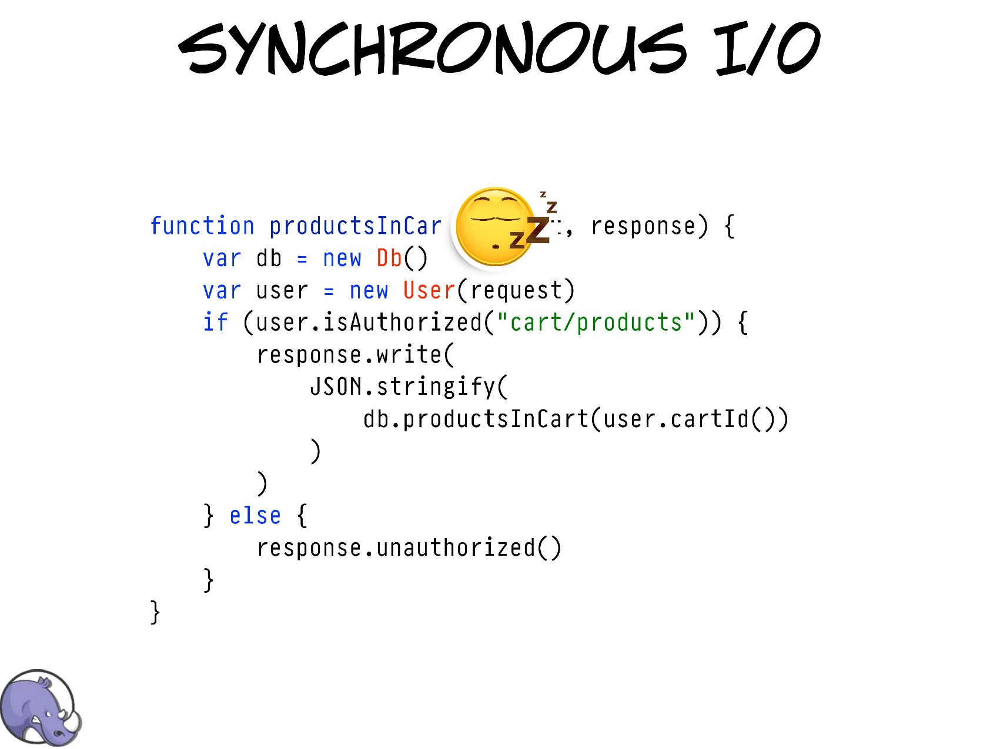 SYNCHRONOUS I/O
z
z
function productsInCar , response) {
z Z
var db = new Db()
var user = new User(request)
if (user.isAuthorized("cart/products")) {
response.write(
JSON.stringify(
db.productsInCart(user.cartId())
)
)
} else {
response.unauthorized()
}
}